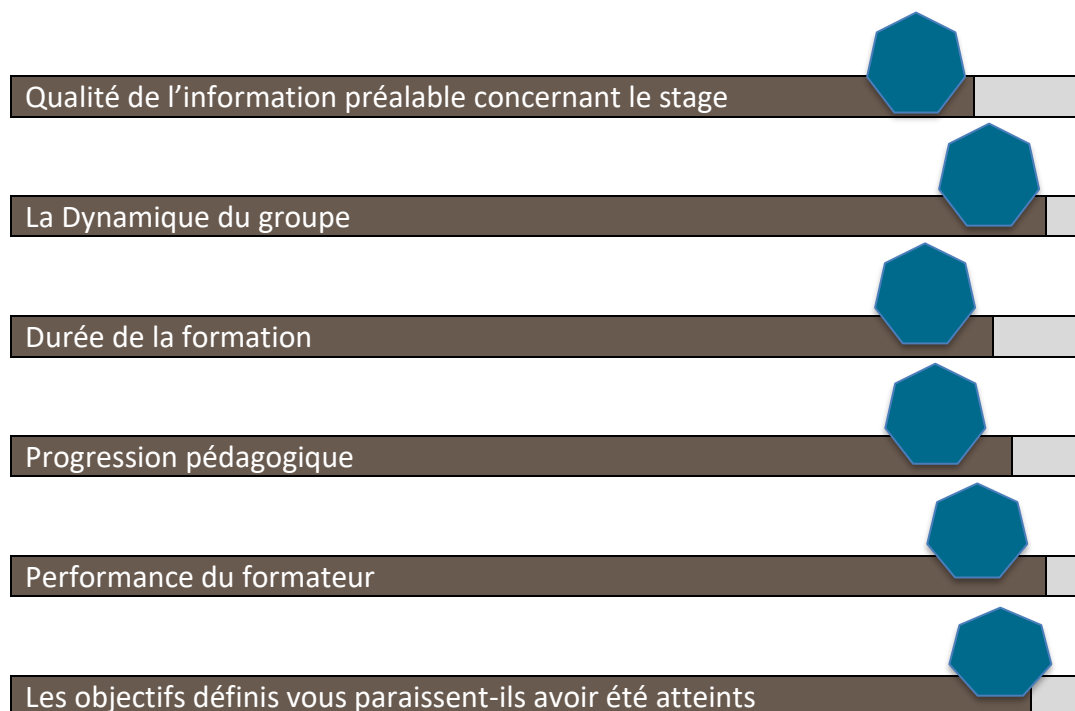 Qualité de l’information préalable concernant le stage
La Dynamique du groupe
Durée de la formation
Progression pédagogique
Performance du formateur
Les objectifs définis vous paraissent-ils avoir été atteints